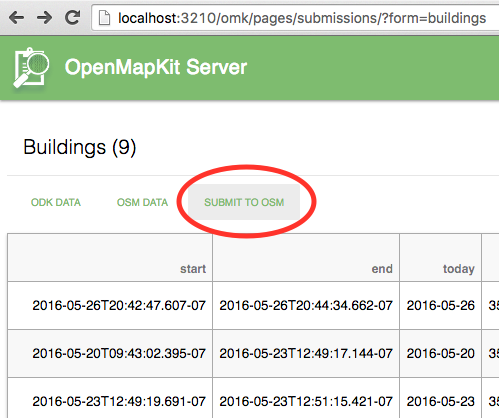 localhost:3210/omk/pages/submissions/?form=buildings
OpenMapKit Server
Buildings (9)
ODK DATA OSM DATA SUBMIT TO OSM
start end today
2016-05-26T20:42:47.607-07 2016-05-26T20:44:34.662-07 2016-05-26
2016-05-20T09:43:02.395-07 2016-05-23T12:49:17.144-07 2016-05-20
2016-05-23T12:49:19.691-07 2016-05-23T12:51:15.421-07 2016-05-23